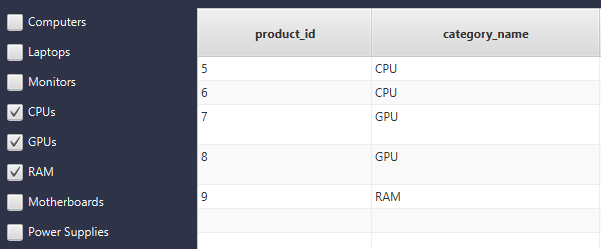 Computers
Laptops
Monitors
CPUs
GPUs
RAM
Motherboards
Power Supplies
product_id category_name
5 CPU
6 CPU
7 GPU
8 GPU
9 RAM